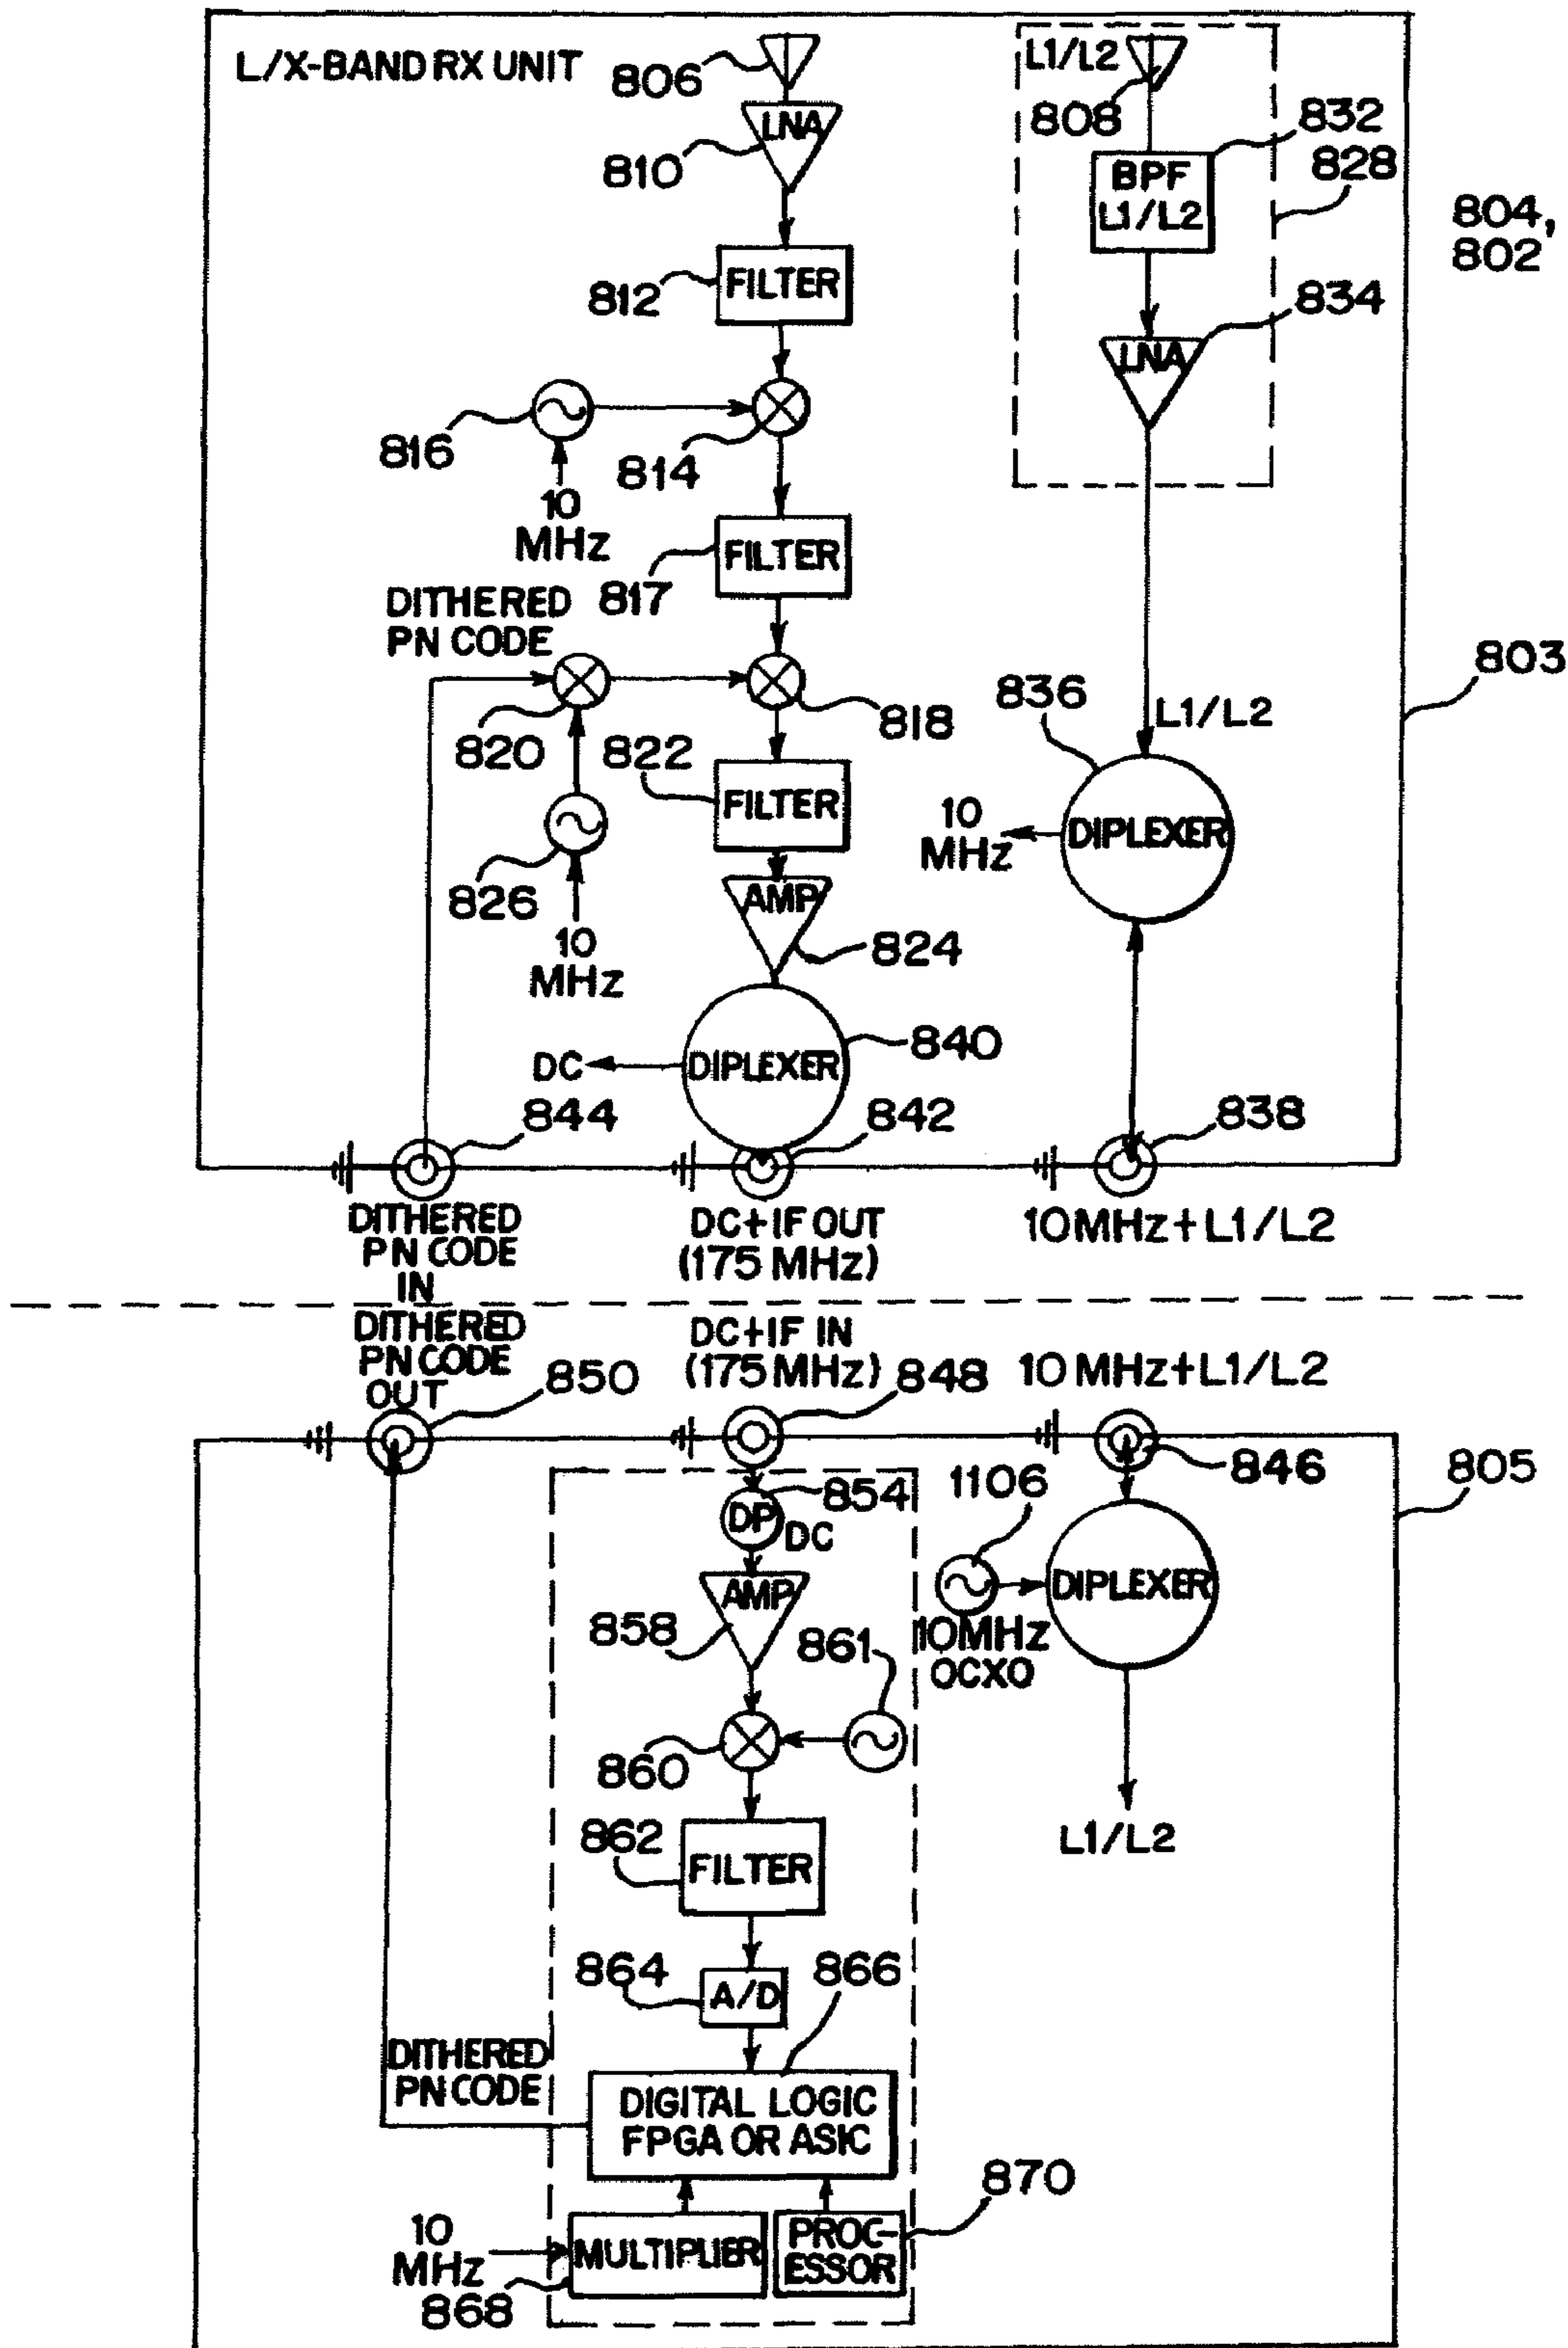 L/X-BAND RX UNIT
806
L1/L2
808
LNA
810
832
BPF
L1/L2
828
804,
802
FILTER
812
834
LNA
816
814
10
MHz
FILTER
817
DITHERED
PN CODE
803
818
836
L1/L2
820
822
FILTER
10
MHz
DIPLEXER
826
AMP
824
10
MHz
840
DC
DIPLEXER
844
842
838
DITHERED
PN CODE
IN
DC+IF OUT
(175 MHz)
10MHz+L1/L2
DITHERED
PN CODE
OUT
DC+IF IN
(175 MHz)
10 MHz+L1/L2
850
848
846
805
1106
854
DP
DC
DIPLEXER
AMP
858
861
10MHz
OCXO
860
862
FILTER
L1/L2
864
866
A/D
DITHERED
PN CODE
DIGITAL LOGIC
FPGA OR ASIC
870
10
MHz
868
MULTIPLIER
PROC-
ESSOR